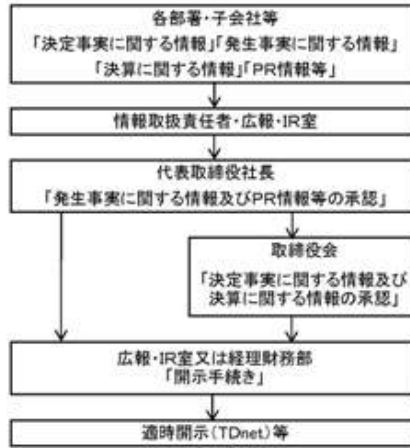 各部署・子会社等
「決定事実に関する情報」「発生事実に関する情報」
「決算に関する情報」「PR情報等」
情報取扱責任者・広報・IR室
代表取締役社長
「発生事実に関する情報及びPR情報等の承認」
取締役会
「決定事実に関する情報及び
決算に関する情報の承認」
広報・IR室又は経理財務部
「開示手続き」
適時開示(TDnet)等